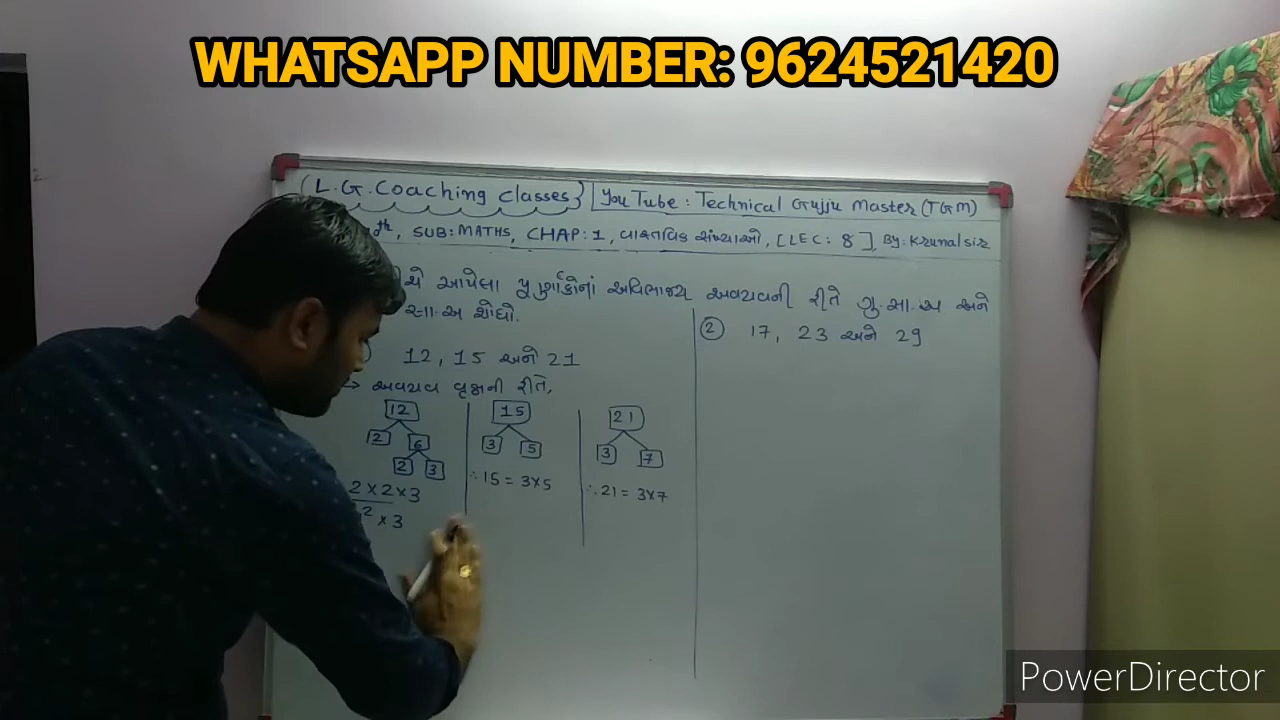 WHATSAPP NUMBER: 9624521420
(L.G. Coaching classes} YouTube: Technical Gujju Master (TGM)
th, SUB: MATHS, CHAP: 1, વાસ્તવિક સંખ્યાઓ, [LEC: 8], BY: Krunal sir
આપેલા પૂર્ણાંકોનાં અવિભાજ્ય અવયવની રીતે ગુ.સા.અ અને
સા.અ શોધો.
12, 15 અને 21
→ અવયવ વૃક્ષની રીતે,
12
2 6
2 3
2 × 2 × 3
2 × 3
15
3 5
∴ 15 = 3×5
21
3 7
∴ 21 = 3×7
② 17, 23 અને 29
PowerDirector